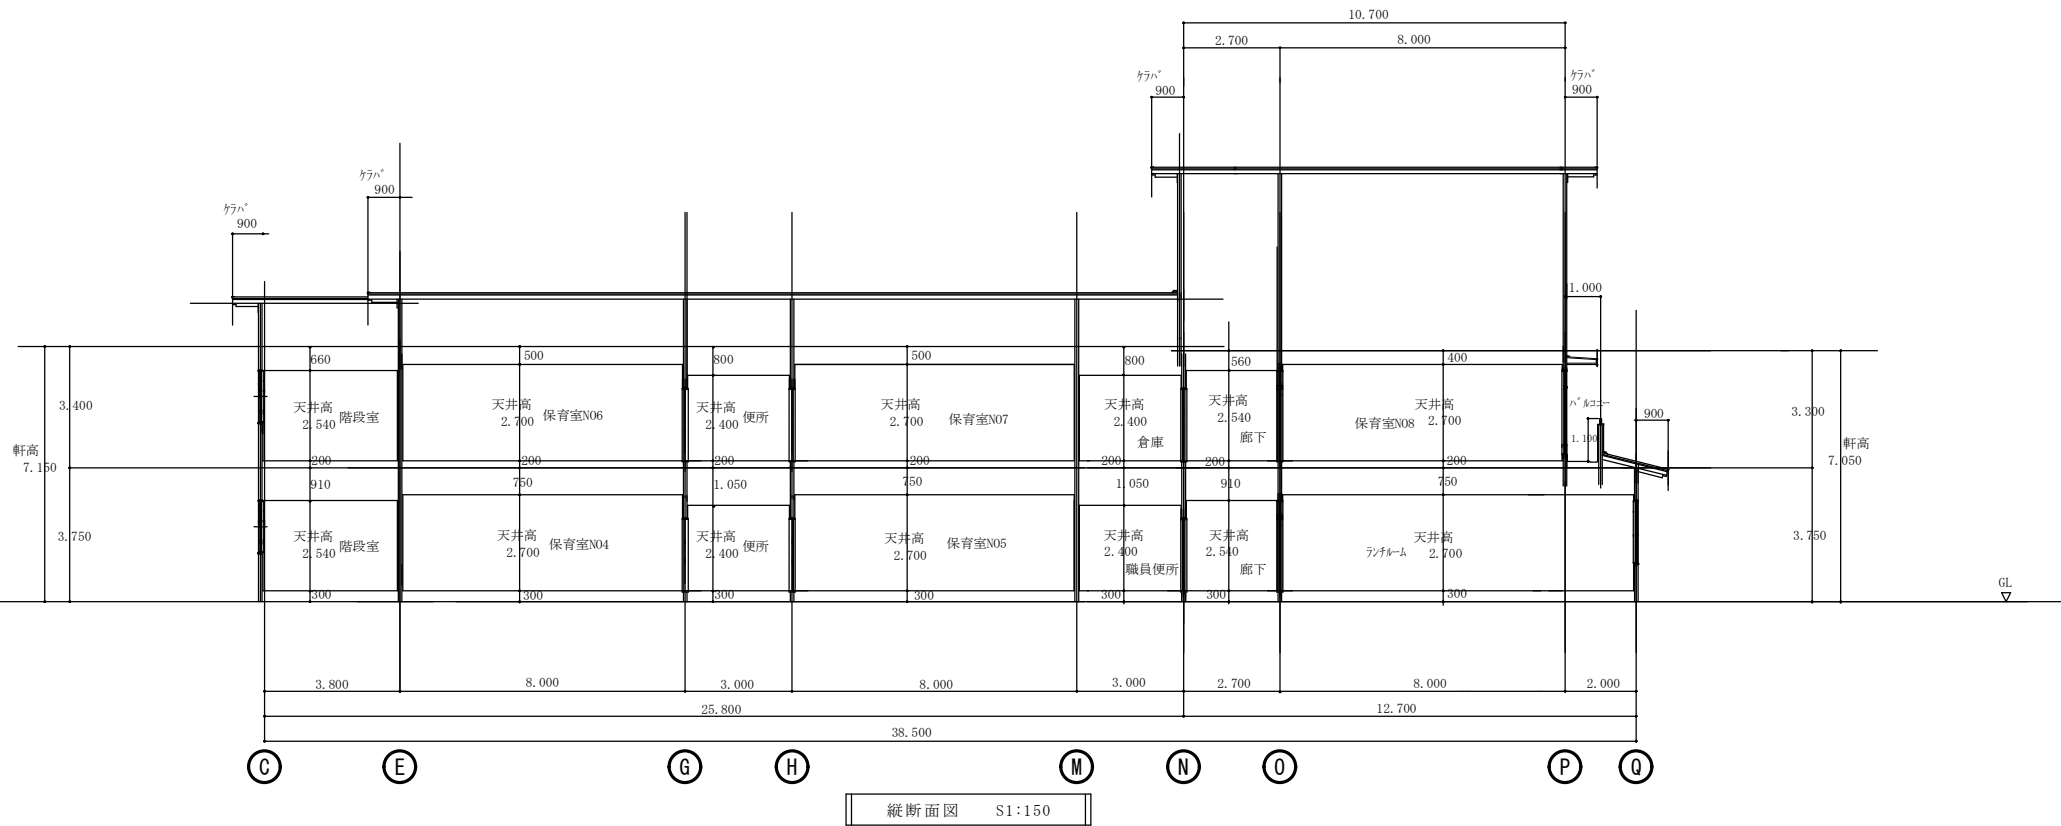 10.700
2.700
8.000
ｹﾗﾊﾞ
900
ｹﾗﾊﾞ
900
ｹﾗﾊﾞ
900
ｹﾗﾊﾞ
900
1.000
660
500
800
500
800
560
400
3.400
天井高
2.540
階段室
天井高
2.700
保育室NO6
天井高
2.400
便所
天井高
2.700
保育室NO7
天井高
2.400
倉庫
天井高
2.540
廊下
保育室NO8
天井高
2.700
ﾊﾞﾙｺﾆｰ
1.100
900
3.300
軒高
7.150
軒高
7.050
200
200
200
200
200
200
200
910
750
1.050
750
1.050
910
750
3.750
天井高
2.540
階段室
天井高
2.700
保育室NO4
天井高
2.400
便所
天井高
2.700
保育室NO5
天井高
2.400
職員便所
天井高
2.540
廊下
ﾗﾝﾁﾙｰﾑ
天井高
2.700
3.750
300
300
300
300
300
300
300
GL
3.800
8.000
3.000
8.000
3.000
2.700
8.000
2.000
25.800
12.700
38.500
C
E
G
H
M
N
O
P
Q
縦断面図 S1:150